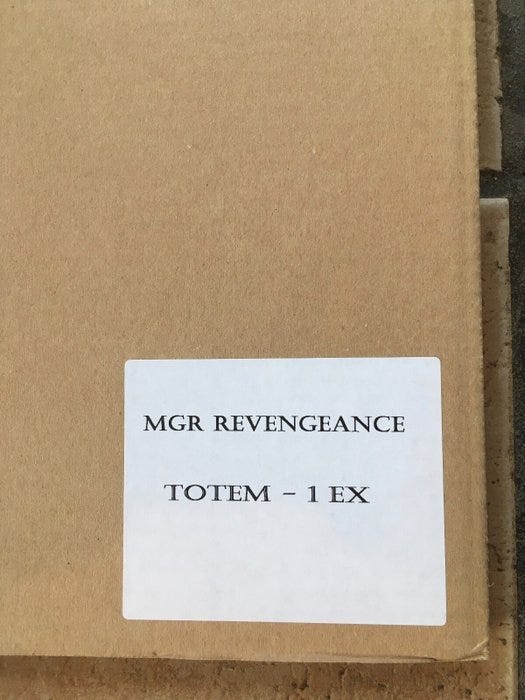 MGR REVENGEANCE
TOTEM – 1 EX